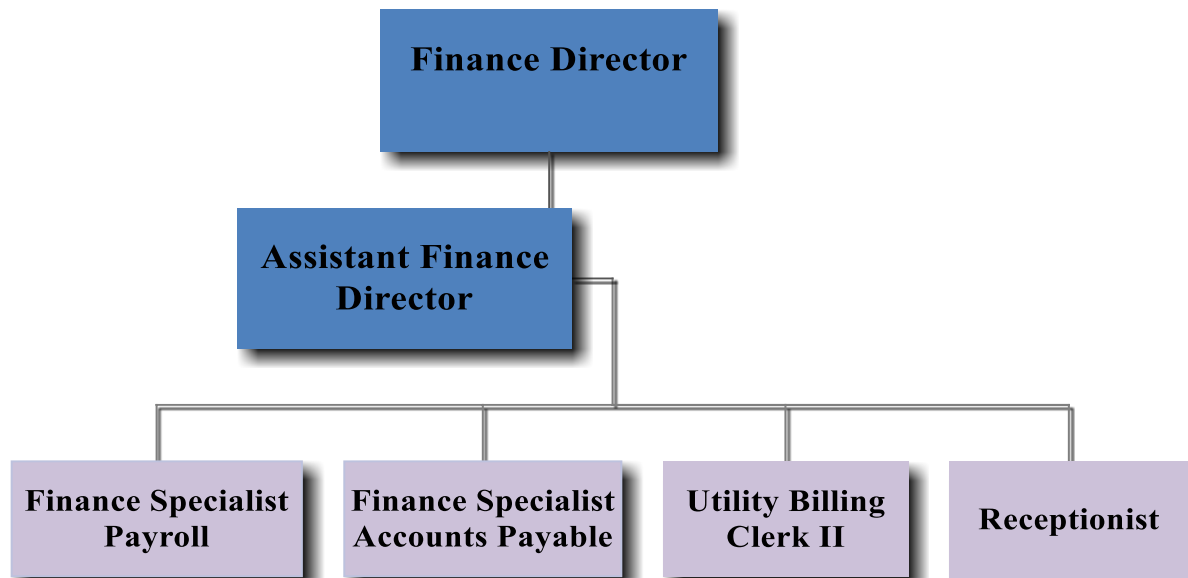 Finance Director
Assistant Finance
Director
Finance Specialist
Payroll
Finance Specialist
Accounts Payable
Utility Billing
Clerk II
Receptionist